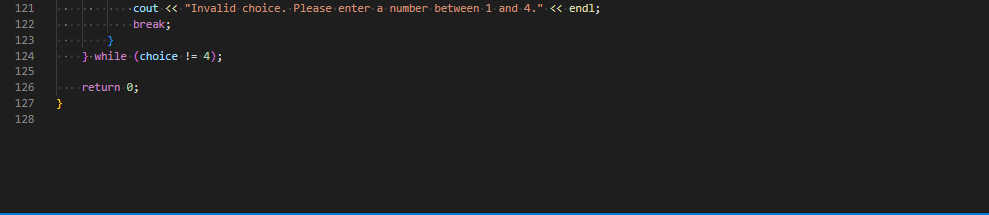 121 cout << "Invalid choice. Please enter a number between 1 and 4." << endl;
122 break;
123 }
124 } while (choice != 4);
125
126 return 0;
127 }
128